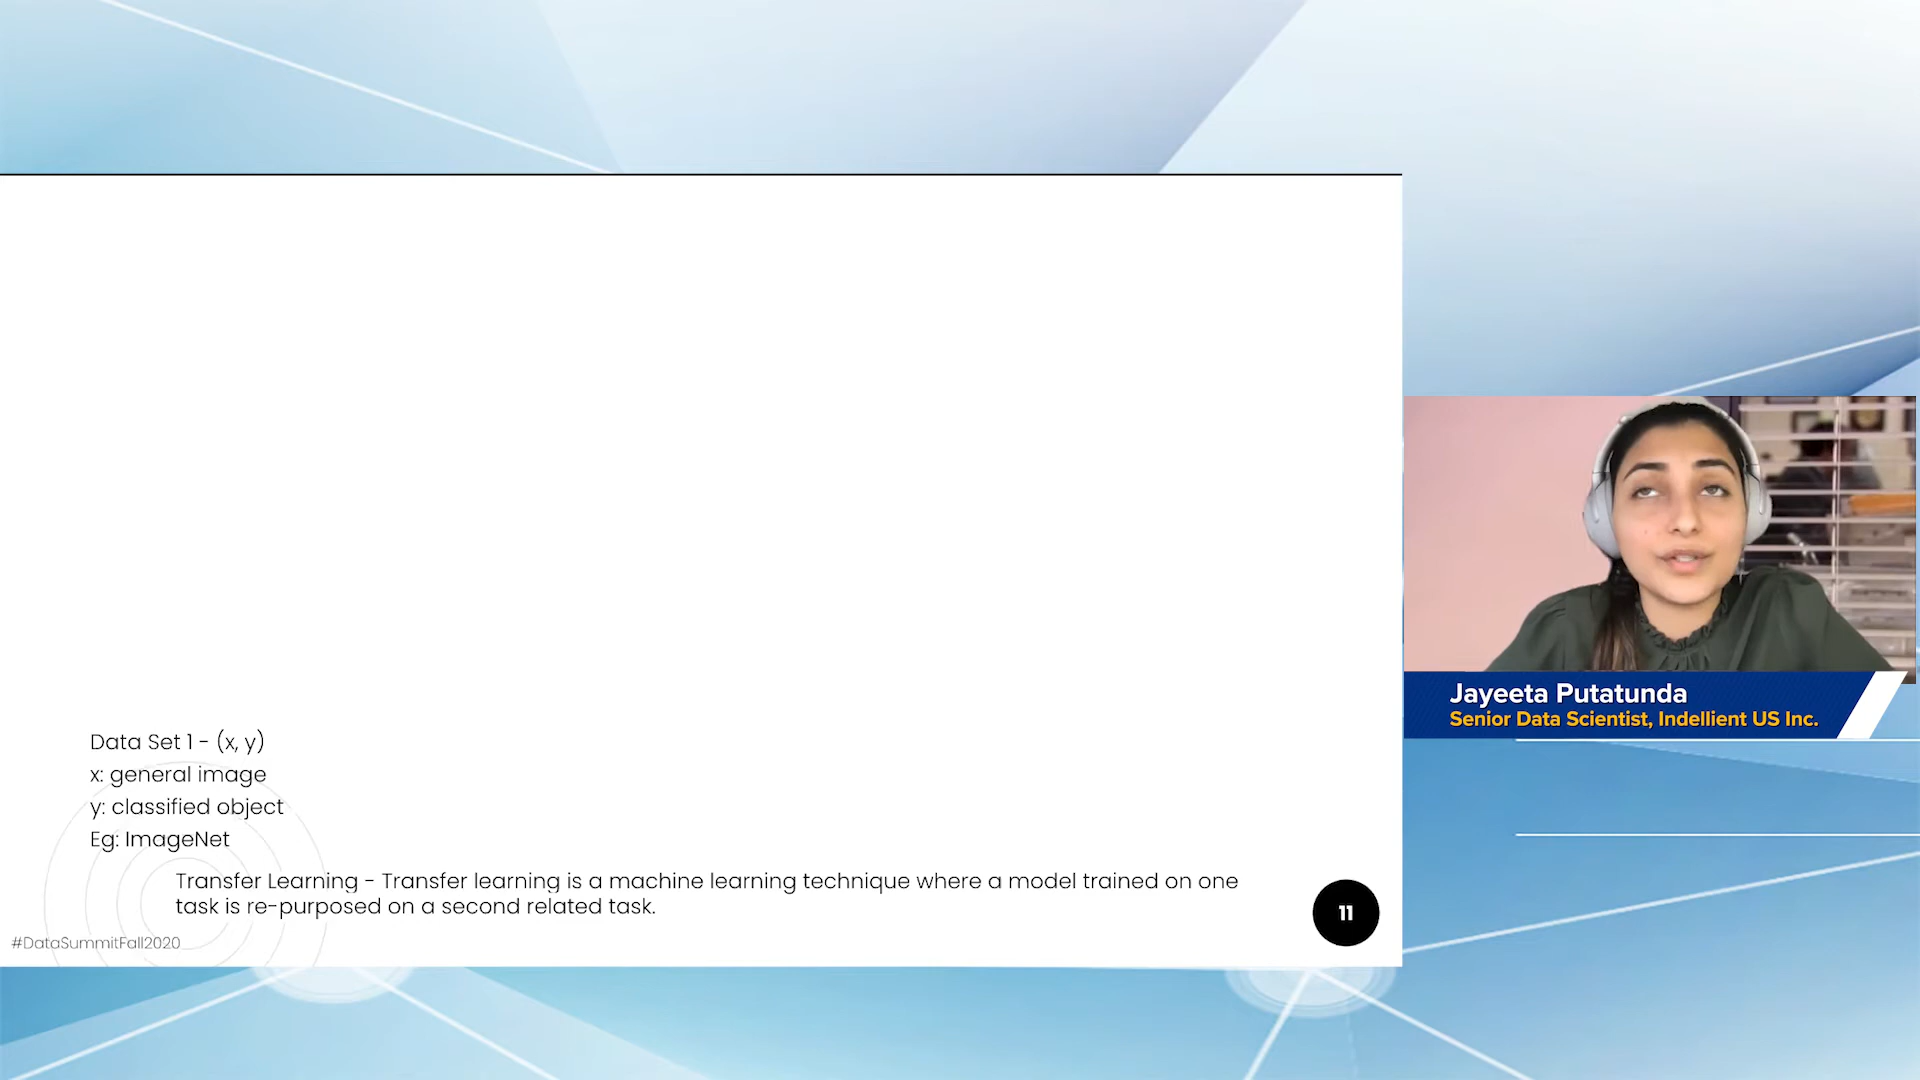 Data Set 1 - (x, y)
x: general image
y: classified object
Eg: ImageNet
Transfer Learning - Transfer learning is a machine learning technique where a model trained on one
task is re-purposed on a second related task.
#DataSummitFall2020
11
Jayeeta Putatunda
Senior Data Scientist, Indellient US Inc.